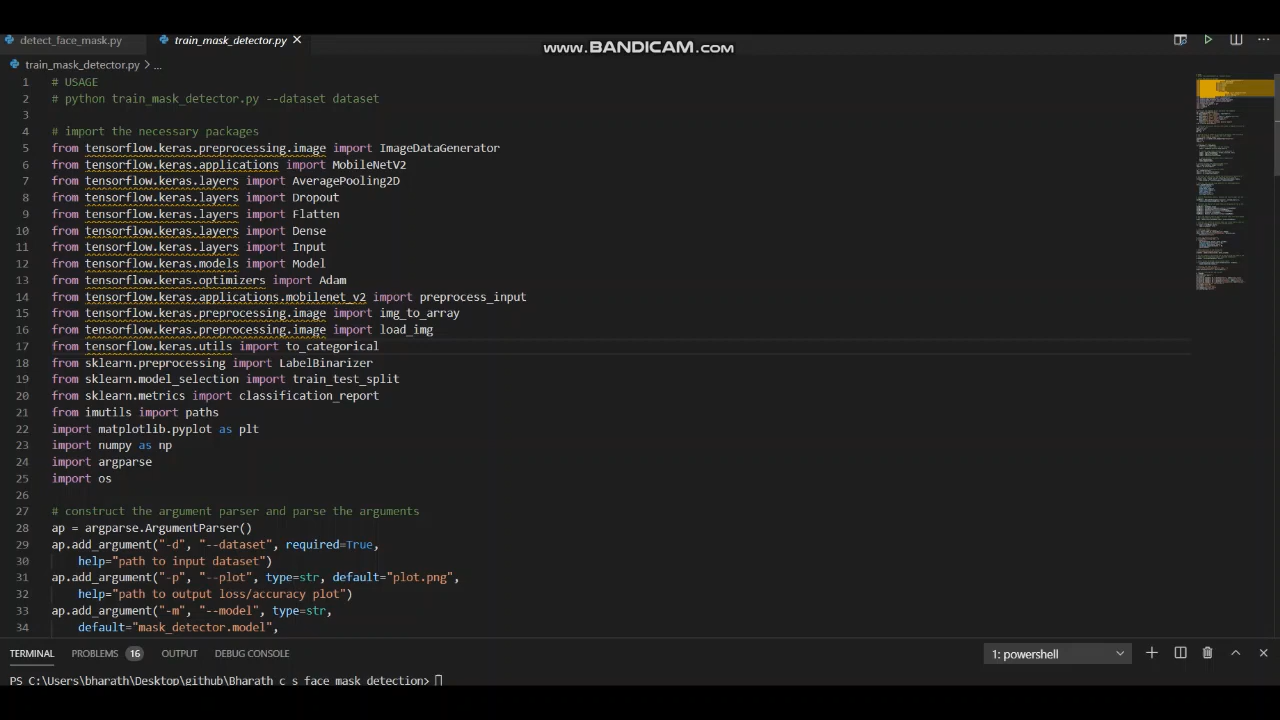 detect_face_mask.py train_mask_detector.py
www.BANDICAM.com
train_mask_detector.py > ...
1 # USAGE
2 # python train_mask_detector.py --dataset dataset
3
4 # import the necessary packages
5 from tensorflow.keras.preprocessing.image import ImageDataGenerator
6 from tensorflow.keras.applications import MobileNetV2
7 from tensorflow.keras.layers import AveragePooling2D
8 from tensorflow.keras.layers import Dropout
9 from tensorflow.keras.layers import Flatten
10 from tensorflow.keras.layers import Dense
11 from tensorflow.keras.layers import Input
12 from tensorflow.keras.models import Model
13 from tensorflow.keras.optimizers import Adam
14 from tensorflow.keras.applications.mobilenet_v2 import preprocess_input
15 from tensorflow.keras.preprocessing.image import img_to_array
16 from tensorflow.keras.preprocessing.image import load_img
17 from tensorflow.keras.utils import to_categorical
18 from sklearn.preprocessing import LabelBinarizer
19 from sklearn.model_selection import train_test_split
20 from sklearn.metrics import classification_report
21 from imutils import paths
22 import matplotlib.pyplot as plt
23 import numpy as np
24 import argparse
25 import os
26
27 # construct the argument parser and parse the arguments
28 ap = argparse.ArgumentParser()
29 ap.add_argument("-d", "--dataset", required=True,
30 help="path to input dataset")
31 ap.add_argument("-p", "--plot", type=str, default="plot.png",
32 help="path to output loss/accuracy plot")
33 ap.add_argument("-m", "--model", type=str,
34 default="mask_detector.model",
TERMINAL PROBLEMS 16 OUTPUT DEBUG CONSOLE 1: powershell
PS C:\Users\bharath\Desktop\github\Bharath c s face mask detection>